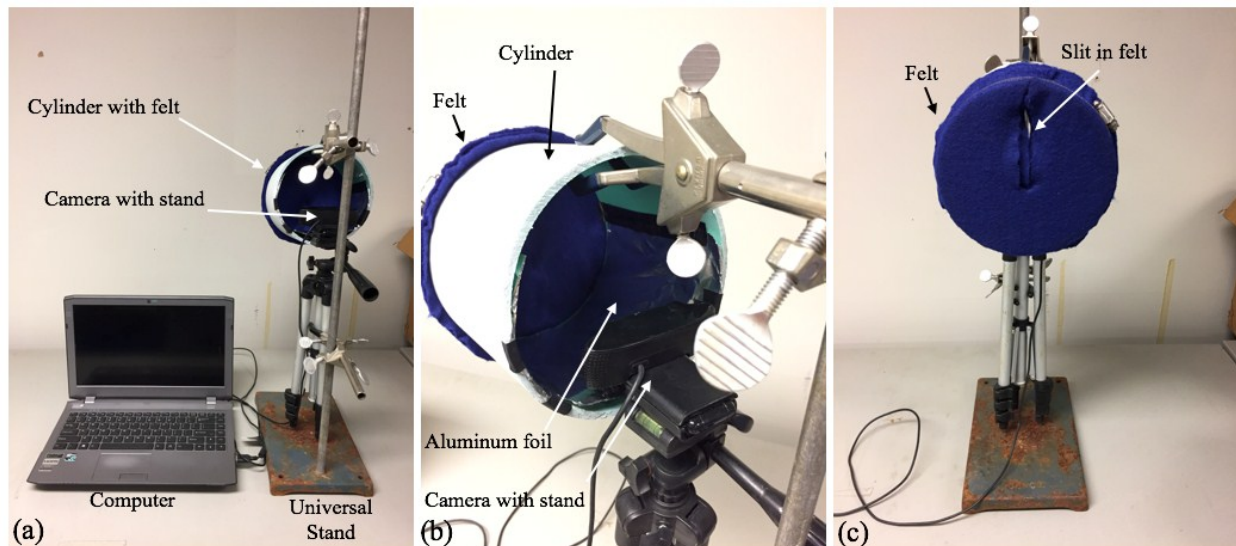 Cylinder with felt
Camera with stand
Computer
Universal
Stand
(a)
Cylinder
Felt
Aluminum foil
Camera with stand
(b)
Slit in felt
Felt
(c)